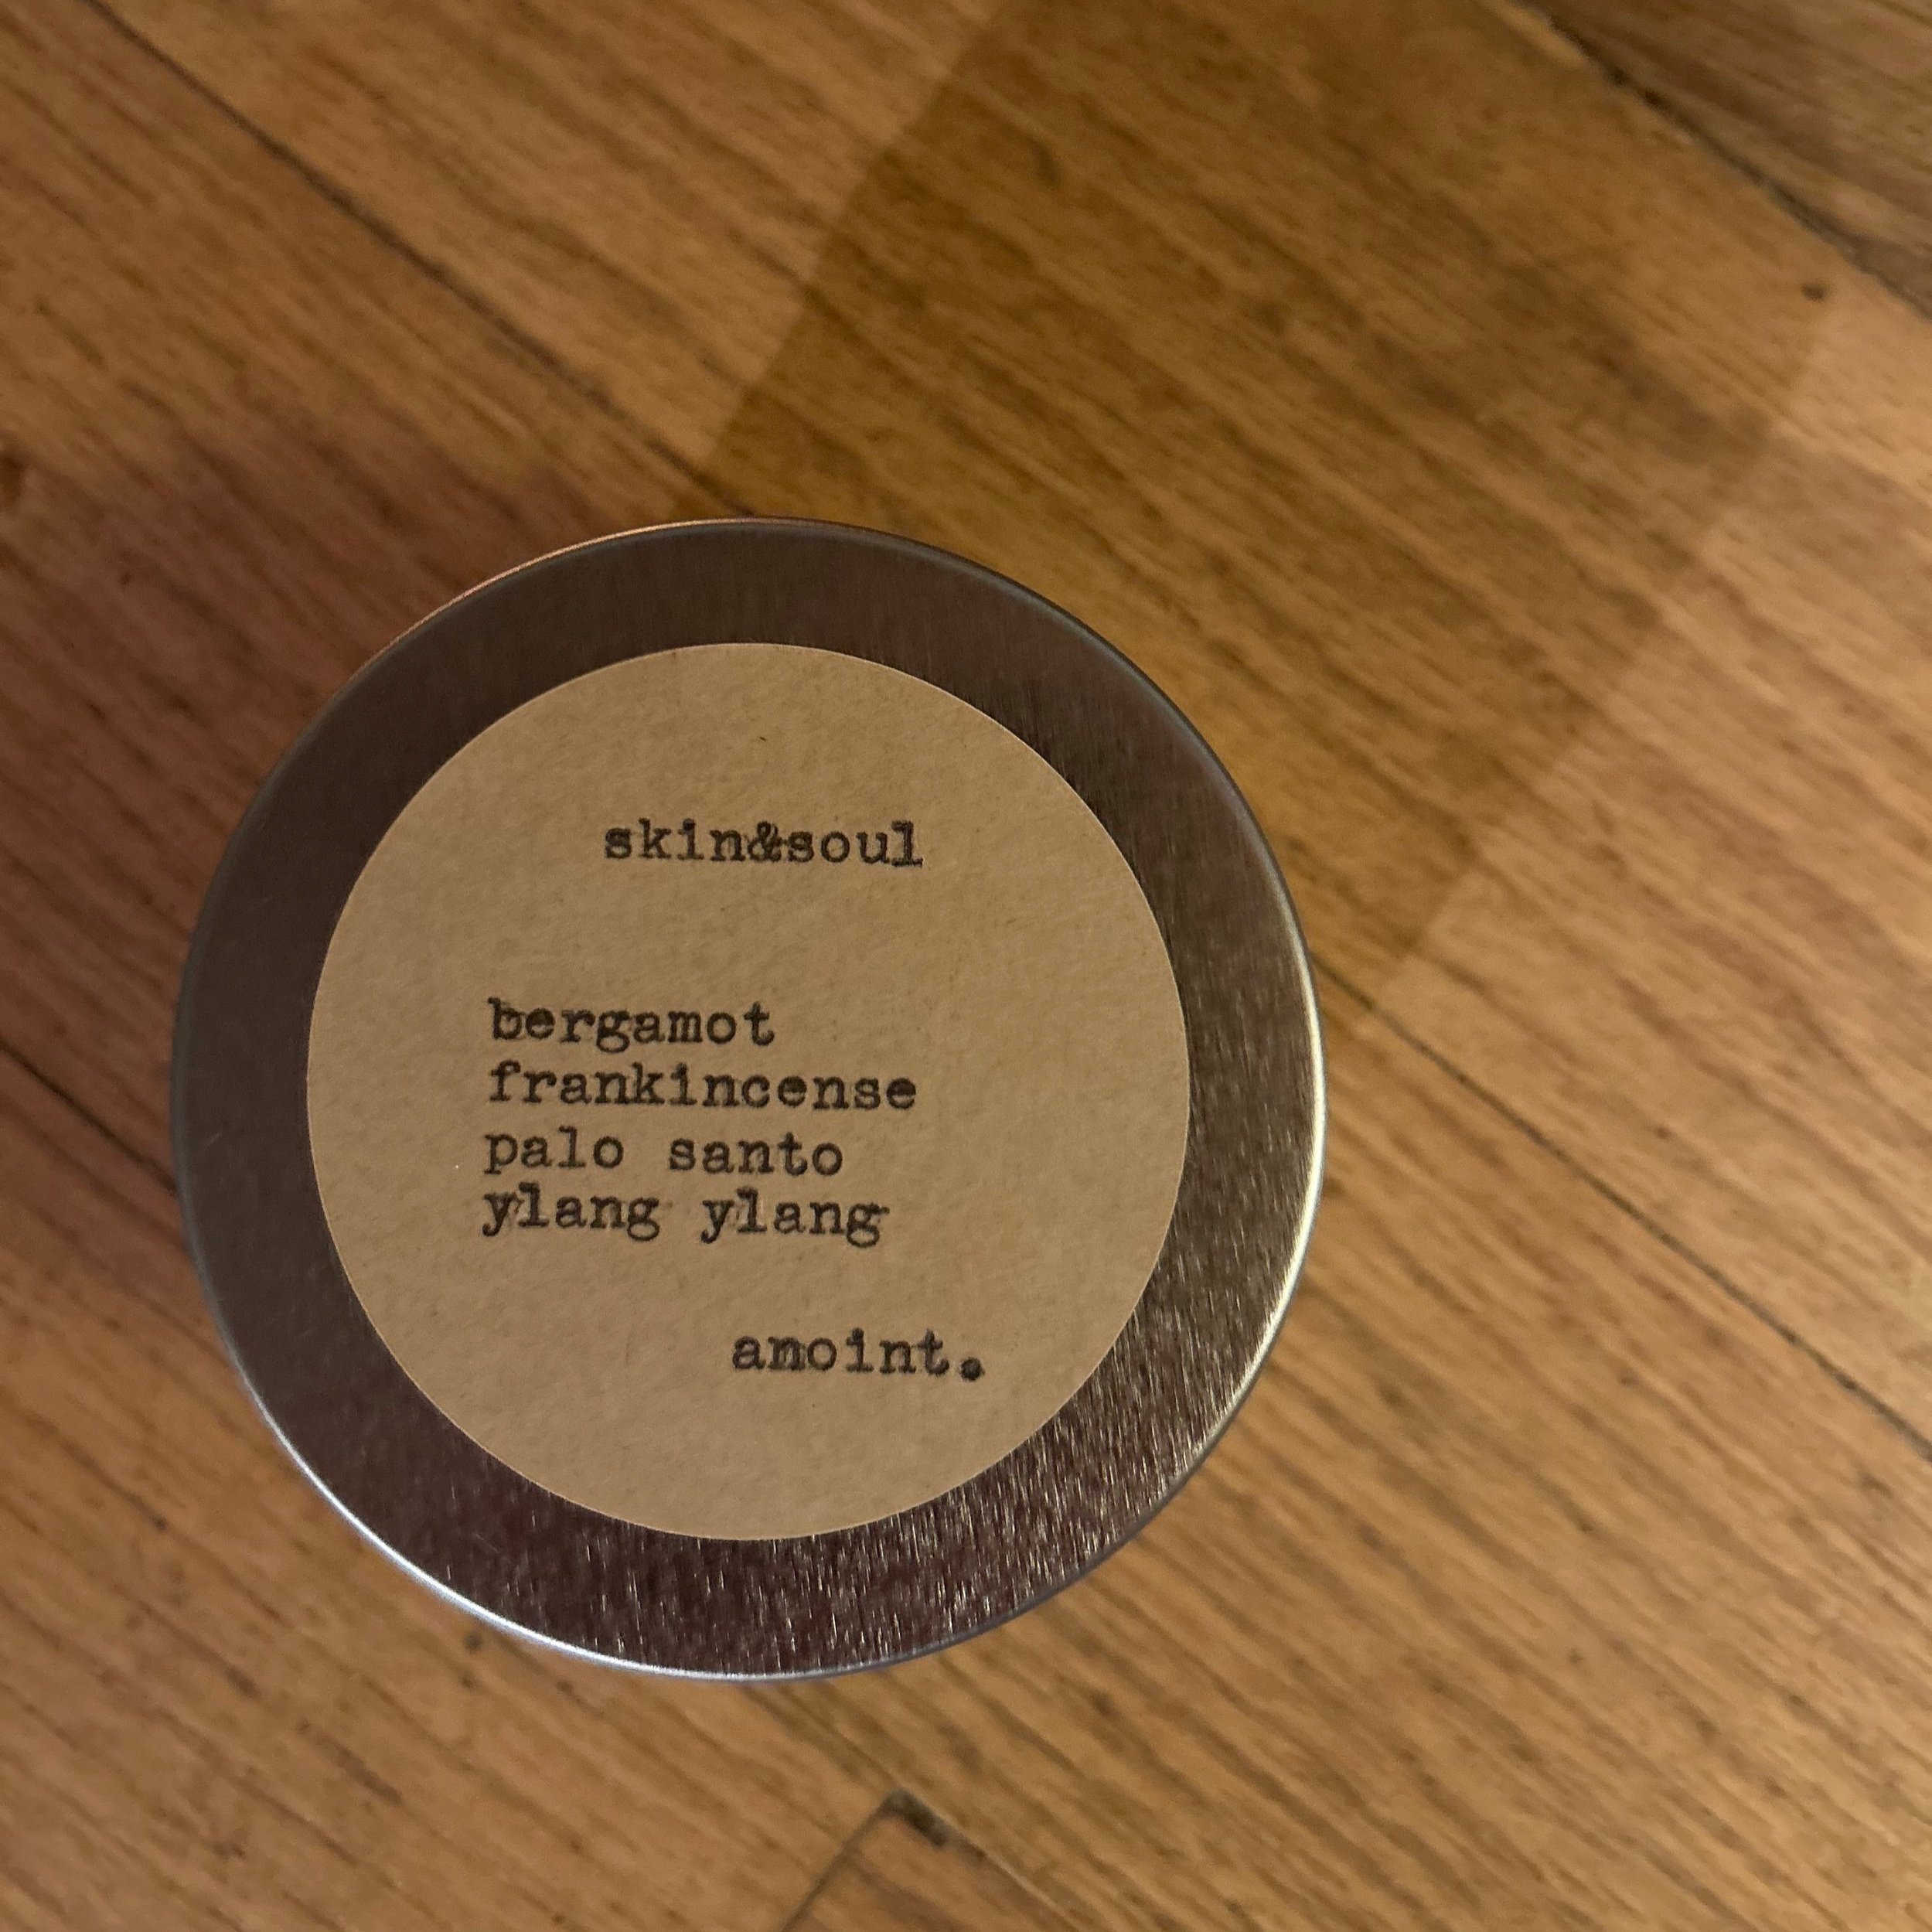 skin&soul
bergamot
frankincense
palo santo
ylang ylang
anoint.